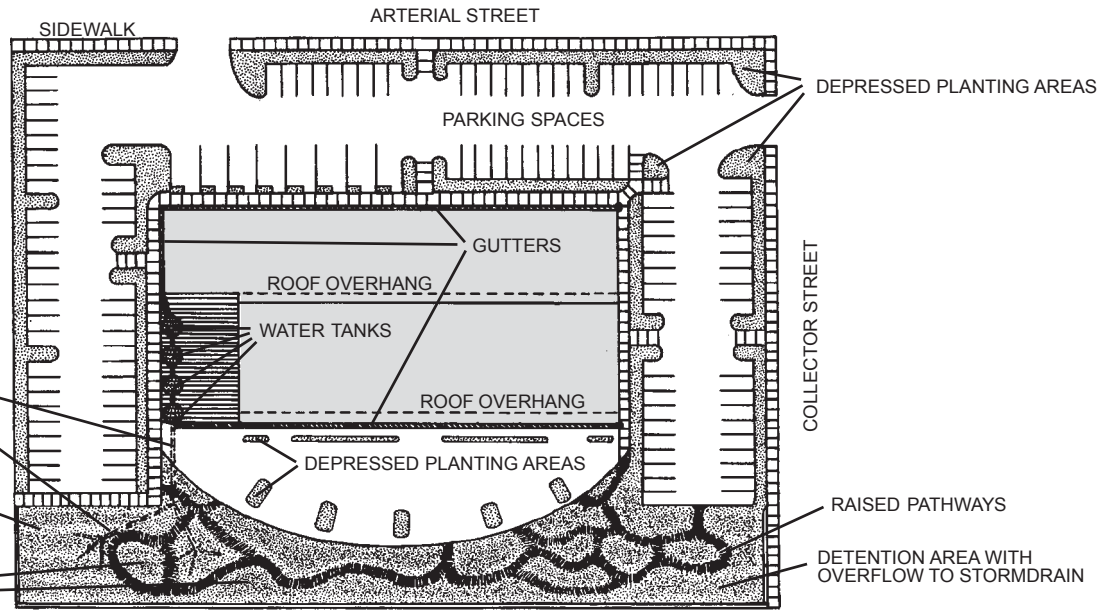 ARTERIAL STREET
SIDEWALK
DEPRESSED PLANTING AREAS
PARKING SPACES
GUTTERS
ROOF OVERHANG
WATER TANKS
COLLECTOR STREET
ROOF OVERHANG
DEPRESSED PLANTING AREAS
RAISED PATHWAYS
DETENTION AREA WITH
OVERFLOW TO STORMDRAIN